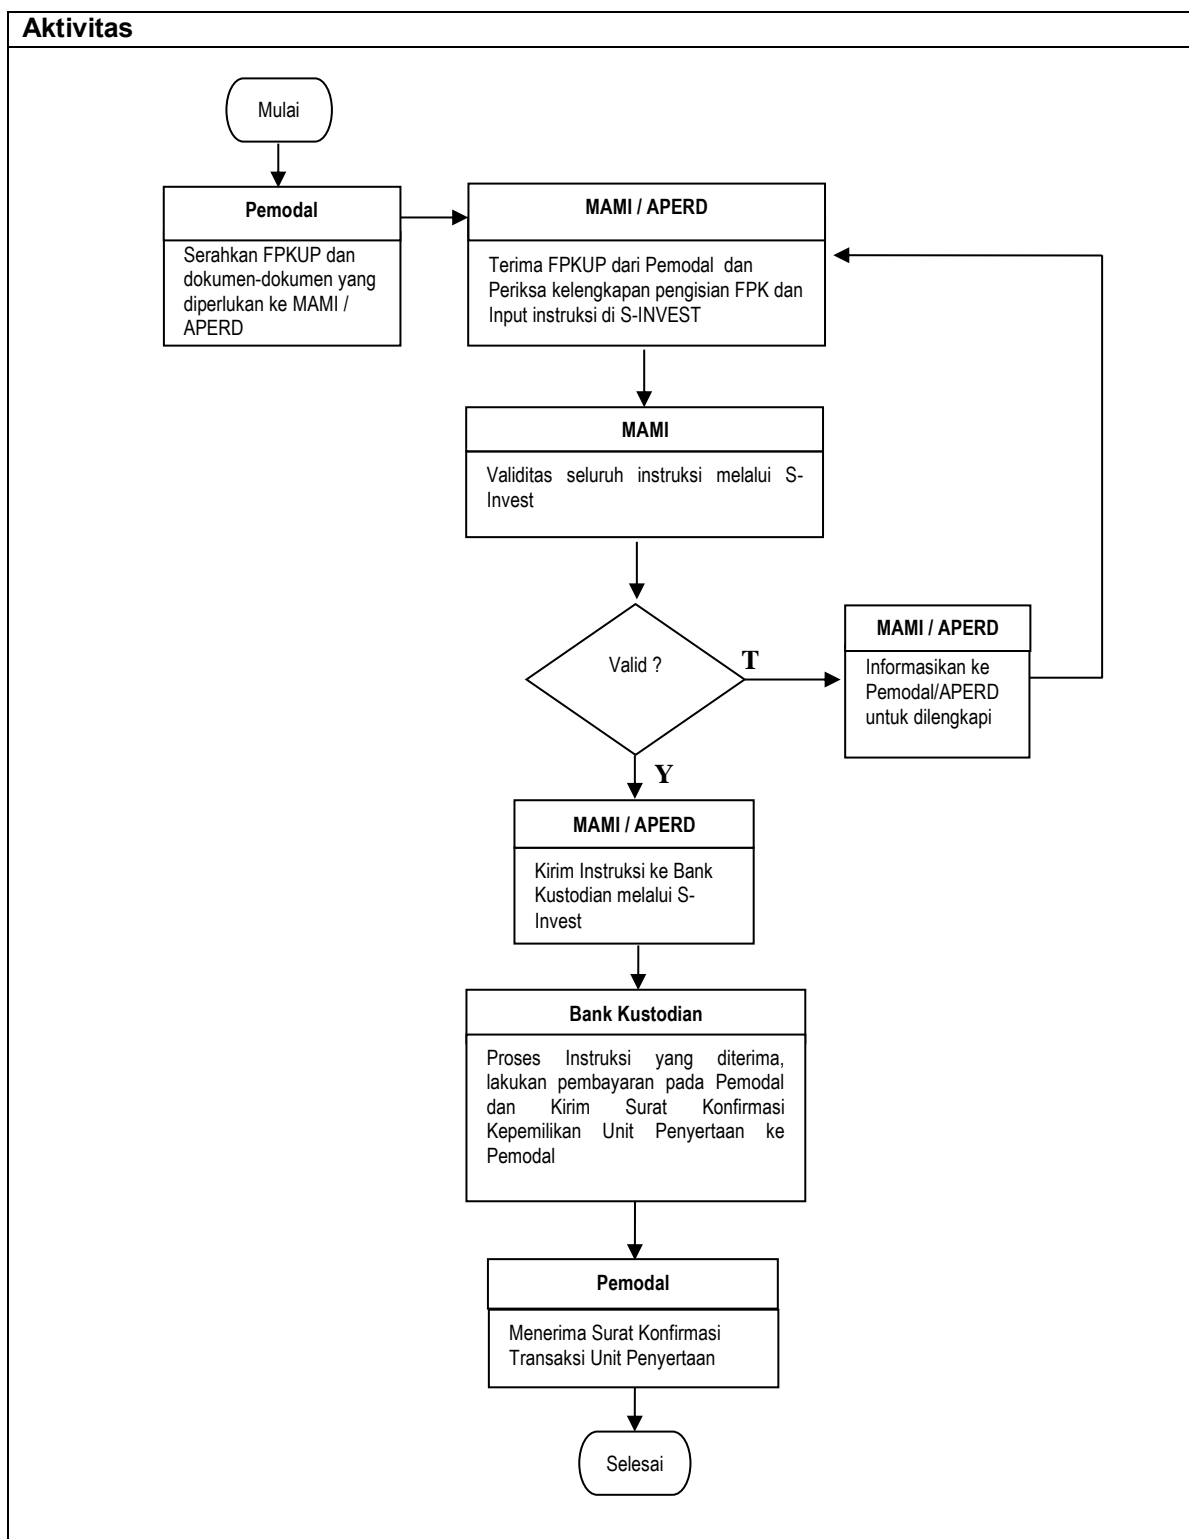 Aktivitas
Mulai
Pemodal
Serahkan FPKUP dan
dokumen-dokumen yang
diperlukan ke MAMI /
APERD
MAMI / APERD
Terima FPKUP dari Pemodal dan
Periksa kelengkapan pengisian FPK dan
Input instruksi di S-INVEST
MAMI
Validitas seluruh instruksi melalui S-
Invest
Valid ?
T
MAMI / APERD
Informasikan ke
Pemodal/APERD
untuk dilengkapi
Y
MAMI / APERD
Kirim Instruksi ke Bank
Kustodian melalui S-
Invest
Bank Kustodian
Proses Instruksi yang diterima,
lakukan pembayaran pada Pemodal
dan Kirim Surat Konfirmasi
Kepemilikan Unit Penyertaan ke
Pemodal
Pemodal
Menerima Surat Konfirmasi
Transaksi Unit Penyertaan
Selesai